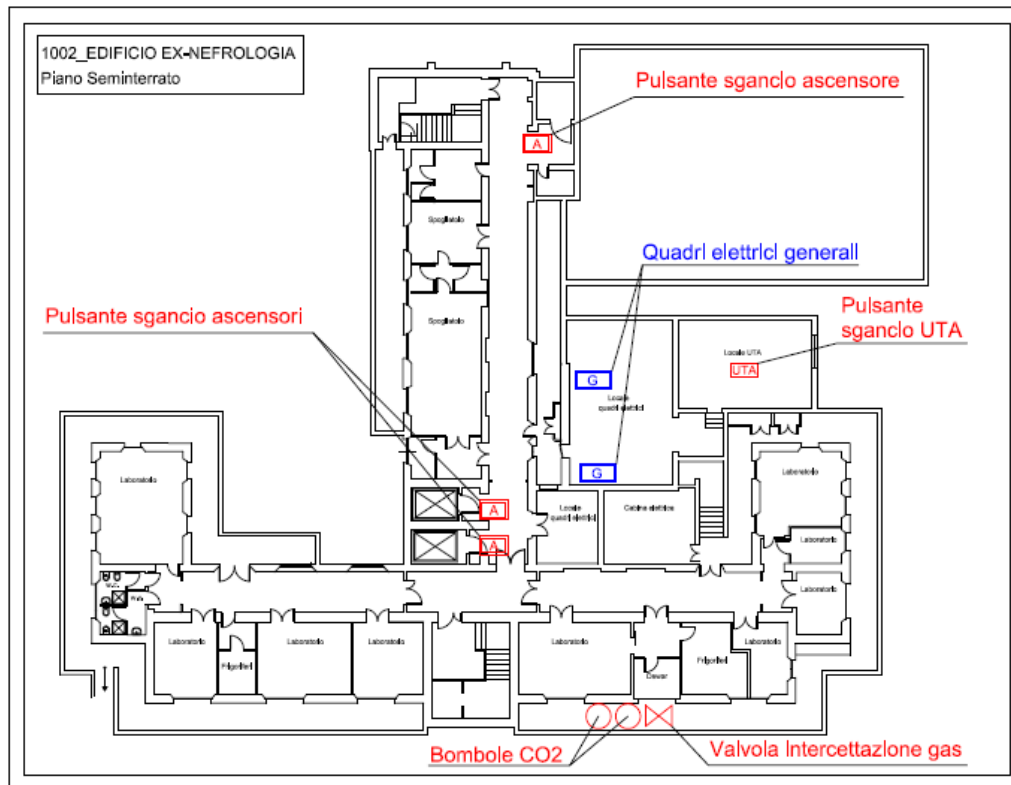 1002_EDIFICIO EX-NEFROLOGIA
Piano Seminterrato
Pulsante sgancio ascensore
A
Spogliatoio
Quadri elettrici generali
Pulsante
sgancio UTA
Pulsante sgancio ascensori
Spogliatoio
Locale UTA
UTA
G
Locale
quadri elettrici
G
Laboratorio
Laboratorio
A
Locale
quadri elettrici
Cabina elettrica
Laboratorio
A
Laboratorio
Laboratorio
Frigoriferi
Laboratorio
Laboratorio
Laboratorio
Dewar
Frigoriferi
Laboratorio
Bombole CO2
Valvola Intercettazione gas